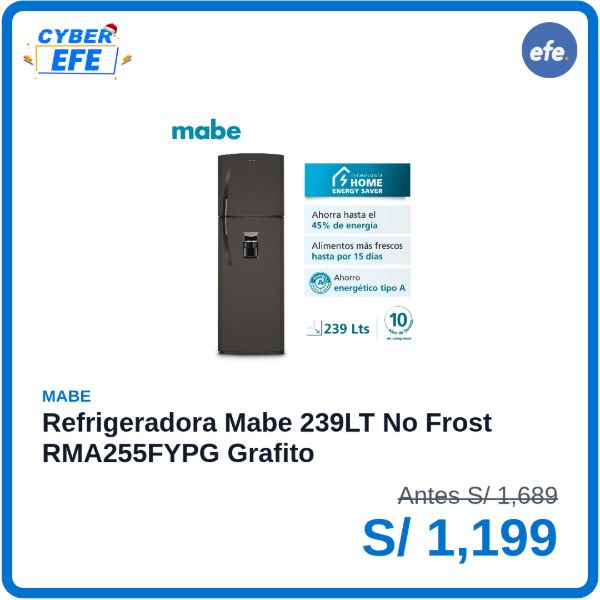 CYBER
EFE
efe.
mabe
TECNOLOGÍA
HOME
ENERGY SAVER
Ahorra hasta el
45% de energía
Alimentos más frescos
hasta por 15 días
Ahorro
energético tipo A
239 Lts
10
en compresor
MABE
Refrigeradora Mabe 239LT No Frost
RMA255FYPG Grafito
Antes S/ 1,689
S/ 1,199